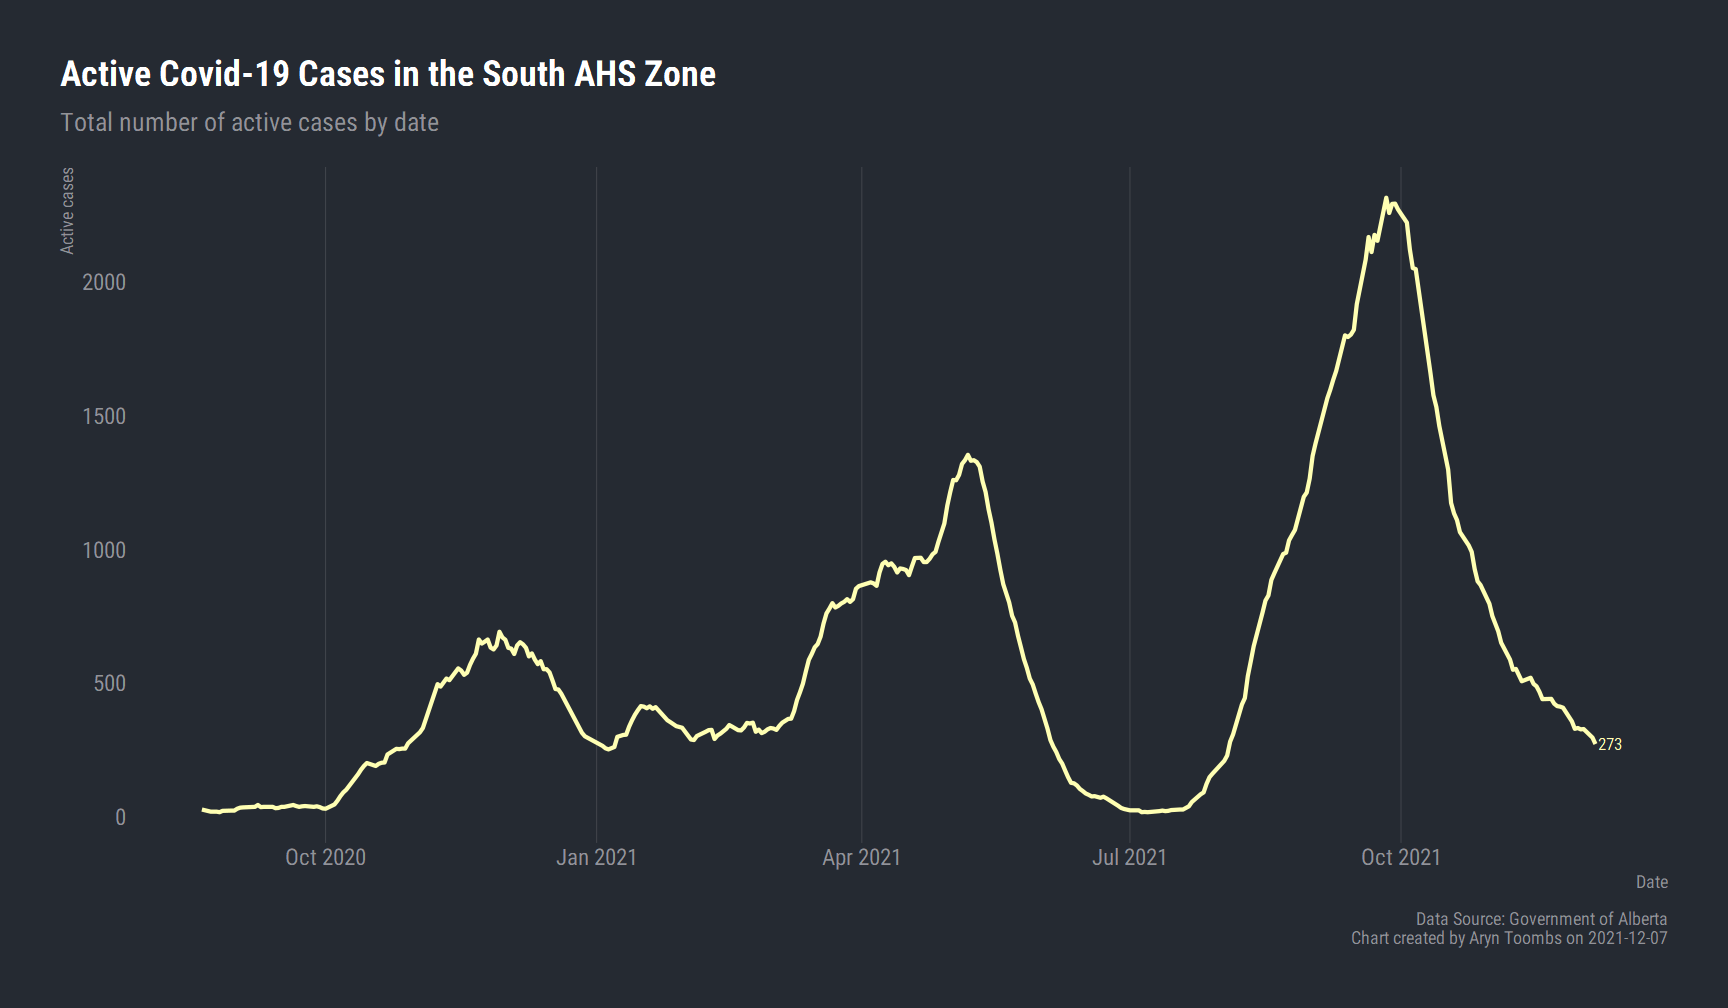 Active Covid-19 Cases in the South AHS Zone
Total number of active cases by date
Active cases
2000
1500
1000
500
0
273
Oct 2020
Jan 2021
Apr 2021
Jul 2021
Oct 2021
Date
Data Source: Government of Alberta
Chart created by Aryn Toombs on 2021-12-07